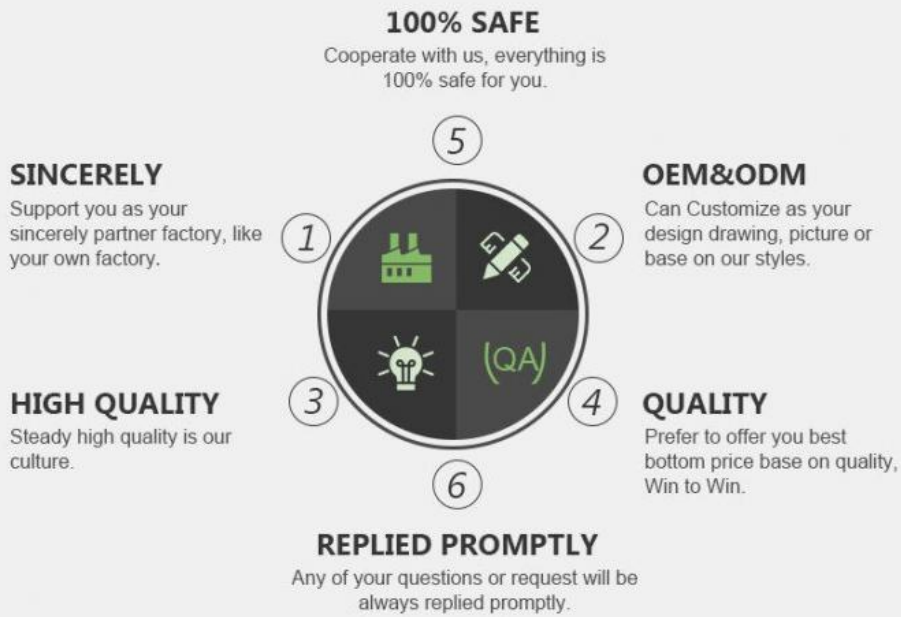 100% SAFE
Cooperate with us, everything is
100% safe for you.
5
SINCERELY
Support you as your
sincerely partner factory, like
your own factory.
1
OEM&ODM
Can Customize as your
design drawing, picture or
base on our styles.
2
HIGH QUALITY
Steady high quality is our
culture.
3
(QA)
QUALITY
Prefer to offer you best
bottom price base on quality,
Win to Win.
4
6
REPLIED PROMPTLY
Any of your questions or request will be
always replied promptly.